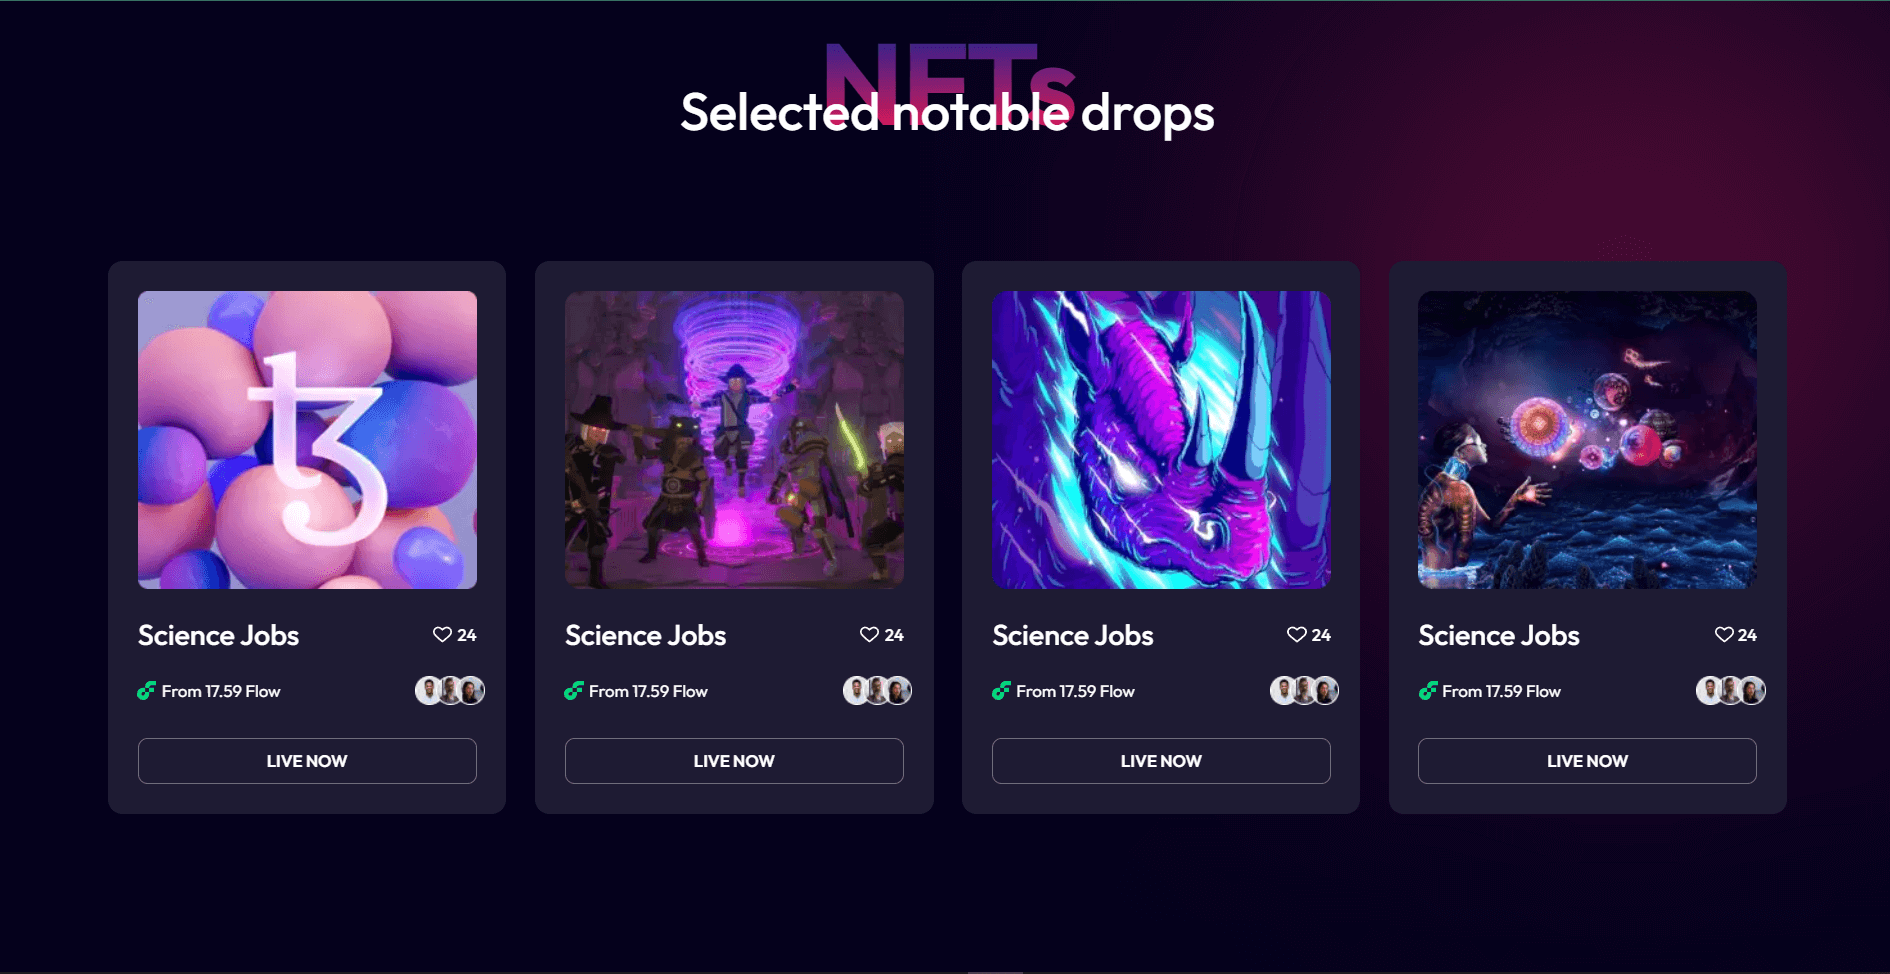 NFTs
Selected notable drops
Science Jobs
24
From 17.59 Flow
LIVE NOW
Science Jobs
24
From 17.59 Flow
LIVE NOW
Science Jobs
24
From 17.59 Flow
LIVE NOW
Science Jobs
24
From 17.59 Flow
LIVE NOW